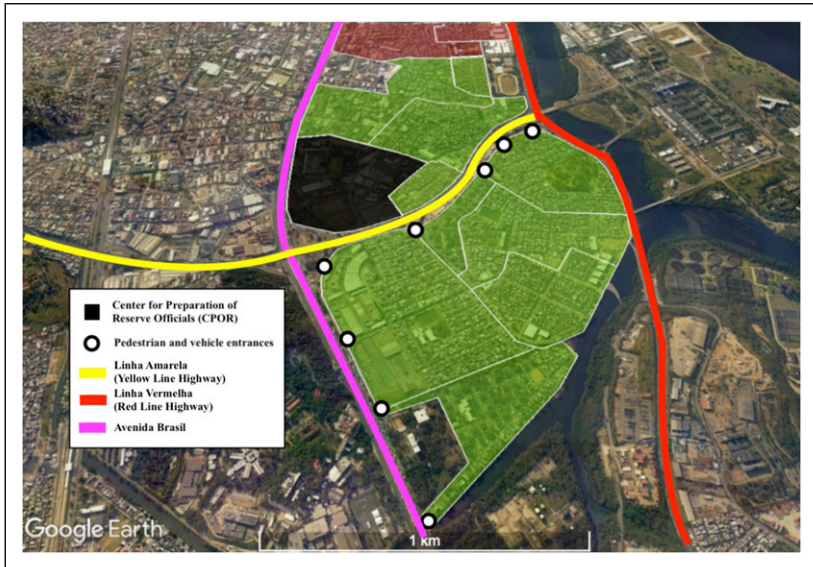 Center for Preparation of
Reserve Officials (CPOR)
Pedestrian and vehicle entrances
Linha Amarela
(Yellow Line Highway)
Linha Vermelha
(Red Line Highway)
Avenida Brasil
Google Earth
1 km